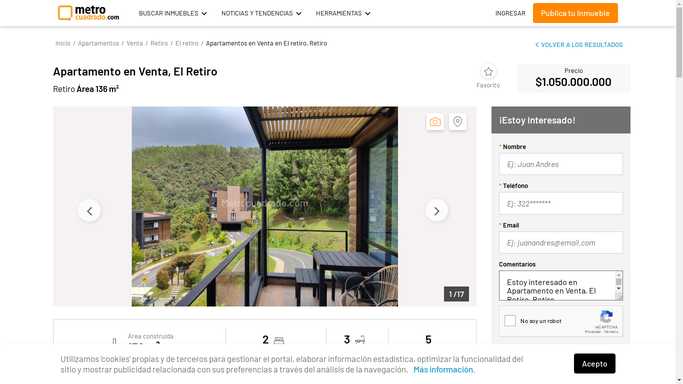 metro
cuadrado.com
BUSCAR INMUEBLES
NOTICIAS Y TENDENCIAS
HERRAMIENTAS
INGRESAR
Publica tu Inmueble
Inicio / Apartamentos / Venta / Retiro / El retiro / Apartamentos en Venta en El retiro, Retiro
VOLVER A LOS RESULTADOS
Apartamento en Venta, El Retiro
Retiro Área 136 m²
Favorito
Precio
$1.050.000.000
Metrocuadrado.com
1 / 17
¡Estoy Interesado!
* Nombre
Ej: Juan Andres
* Teléfono
Ej: 322*******
* Email
Ej: juanandres@email.com
Comentarios
Estoy interesado en
Apartamento en Venta, El
Retiro, Retiro
No soy un robot
reCAPTCHA
Privacidad - Términos
Área construida
2
3
5
Utilizamos 'cookies' propias y de terceros para gestionar el portal, elaborar información estadística, optimizar la funcionalidad del
sitio y mostrar publicidad relacionada con sus preferencias a través del análisis de la navegación. Más información.
Acepto